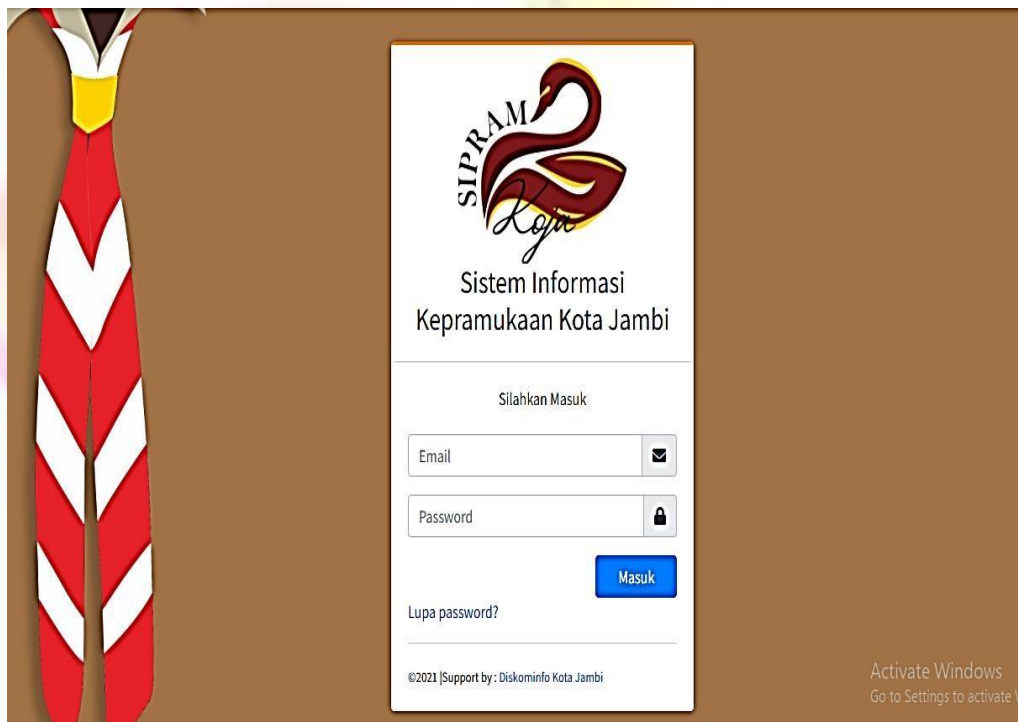 SIPRAM
Koja
Sistem Informasi
Kepramukaan Kota Jambi
Silahkan Masuk
Email
Password
Masuk
Lupa password?
©2021 |Support by : Diskominfo Kota Jambi
Activate Windows
Go to Settings to activate